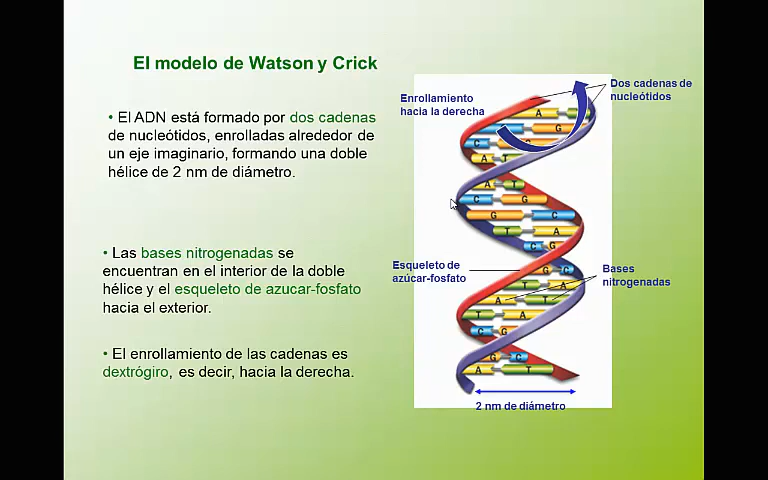 El modelo de Watson y Crick
• El ADN está formado por dos cadenas
de nucleótidos, enrolladas alrededor de
un eje imaginario, formando una doble
hélice de 2 nm de diámetro.
• Las bases nitrogenadas se
encuentran en el interior de la doble
hélice y el esqueleto de azucar-fosfato
hacia el exterior.
• El enrollamiento de las cadenas es
dextrógiro, es decir, hacia la derecha.
Enrollamiento
hacia la derecha
Dos cadenas de
nucleótidos
A T
C G
C G
A T
A T
C G
G C
T A
C G
Esqueleto de
azúcar-fosfato
Bases
nitrogenadas
G C
T A
A T
T A
C G
G C
A T
2 nm de diámetro